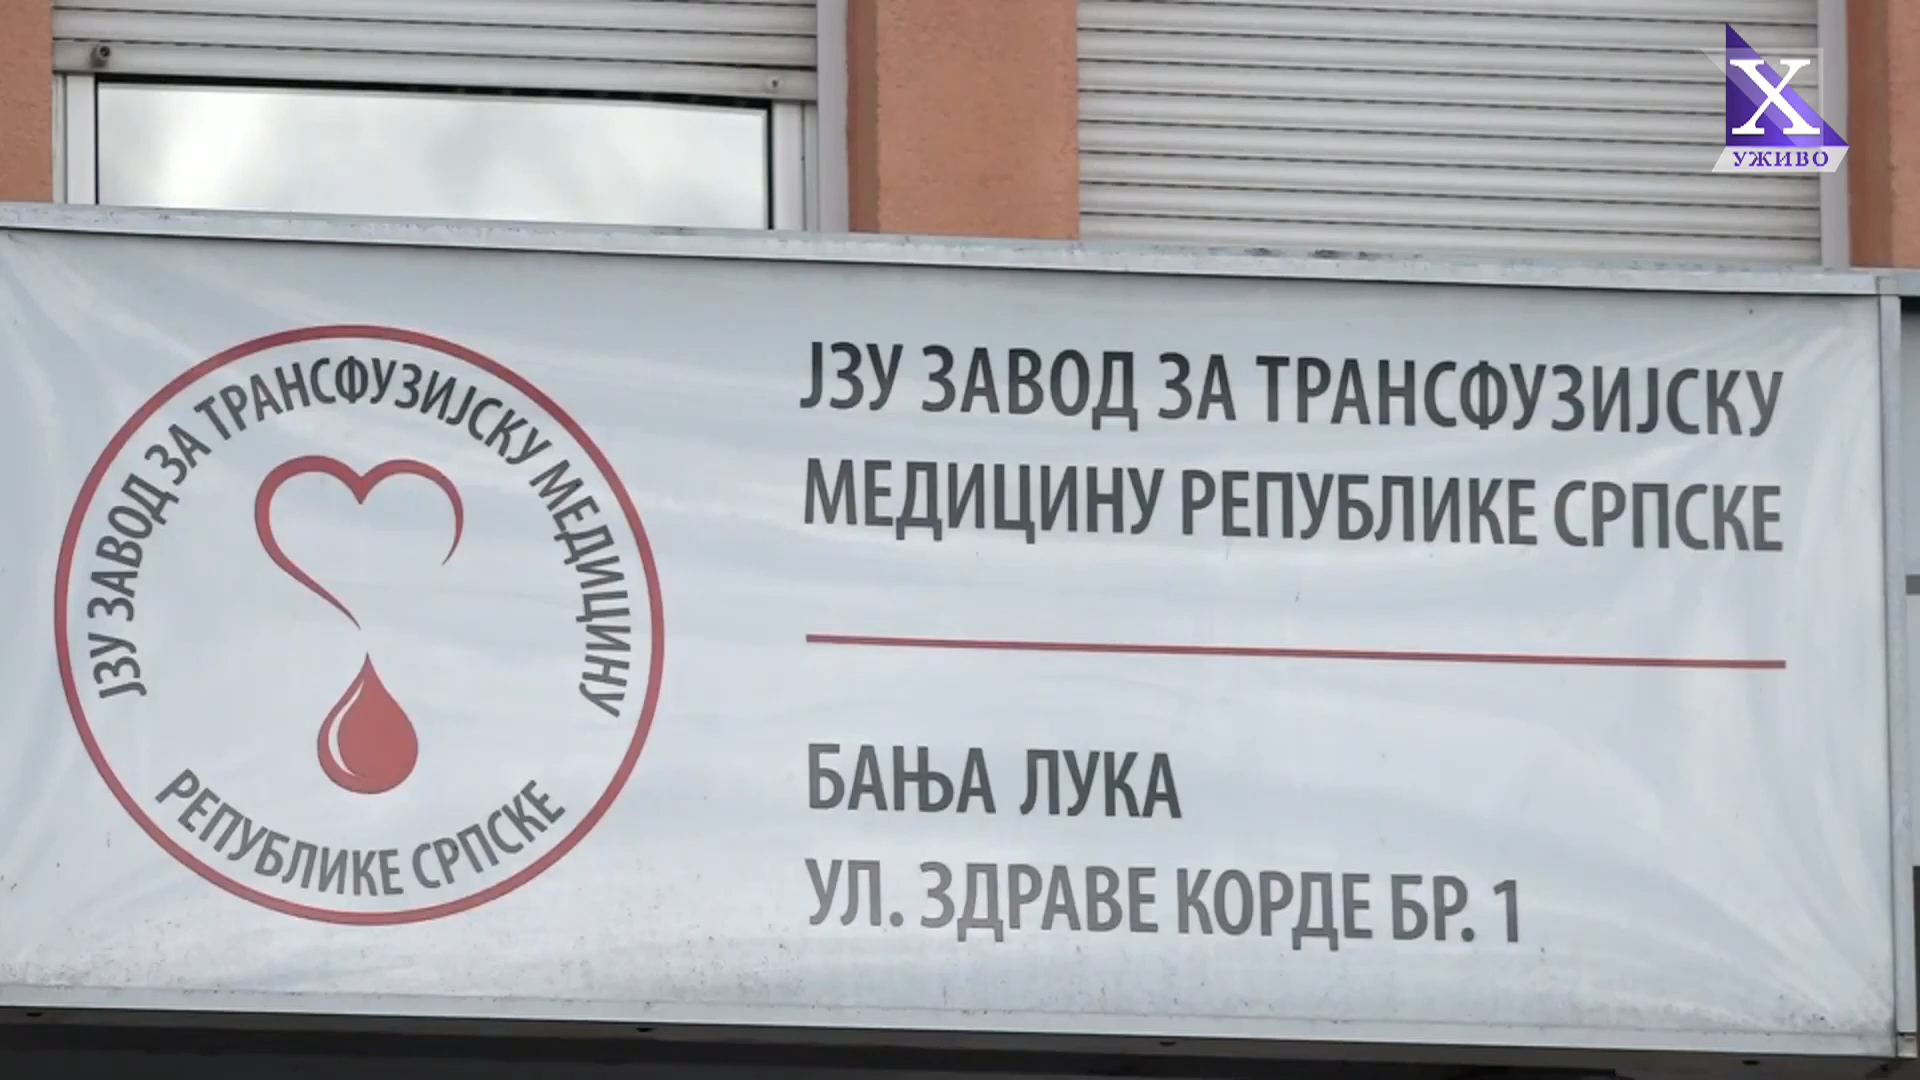 X
УЖИВО
ЈЗУ ЗАВОД ЗА ТРАНСФУЗИЈСКУ МЕДИЦИНУ
РЕПУБЛИКЕ СРПСКЕ
ЈЗУ ЗАВОД ЗА ТРАНСФУЗИЈСКУ
МЕДИЦИНУ РЕПУБЛИКЕ СРПСКЕ
БАЊА ЛУКА
УЛ. ЗДРАВЕ КОРДЕ БР. 1